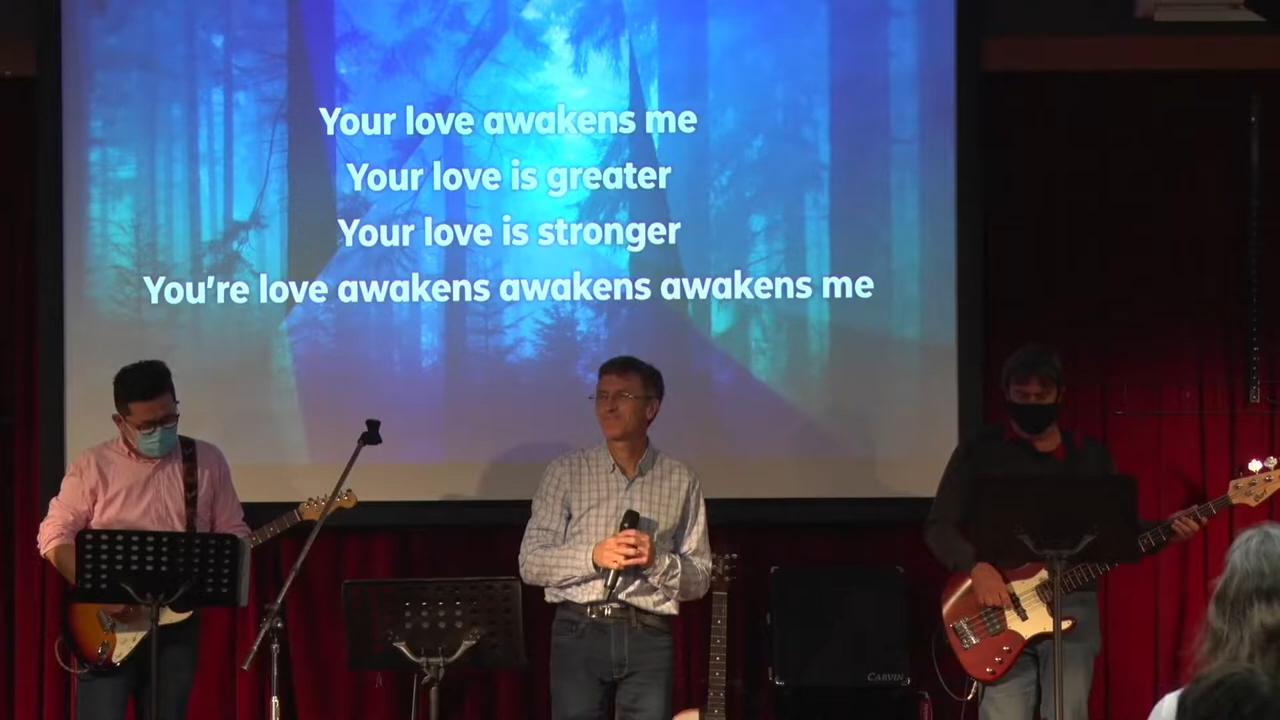 Your love awakens me
Your love is greater
Your love is stronger
You're love awakens awakens awakens me
CARVIN